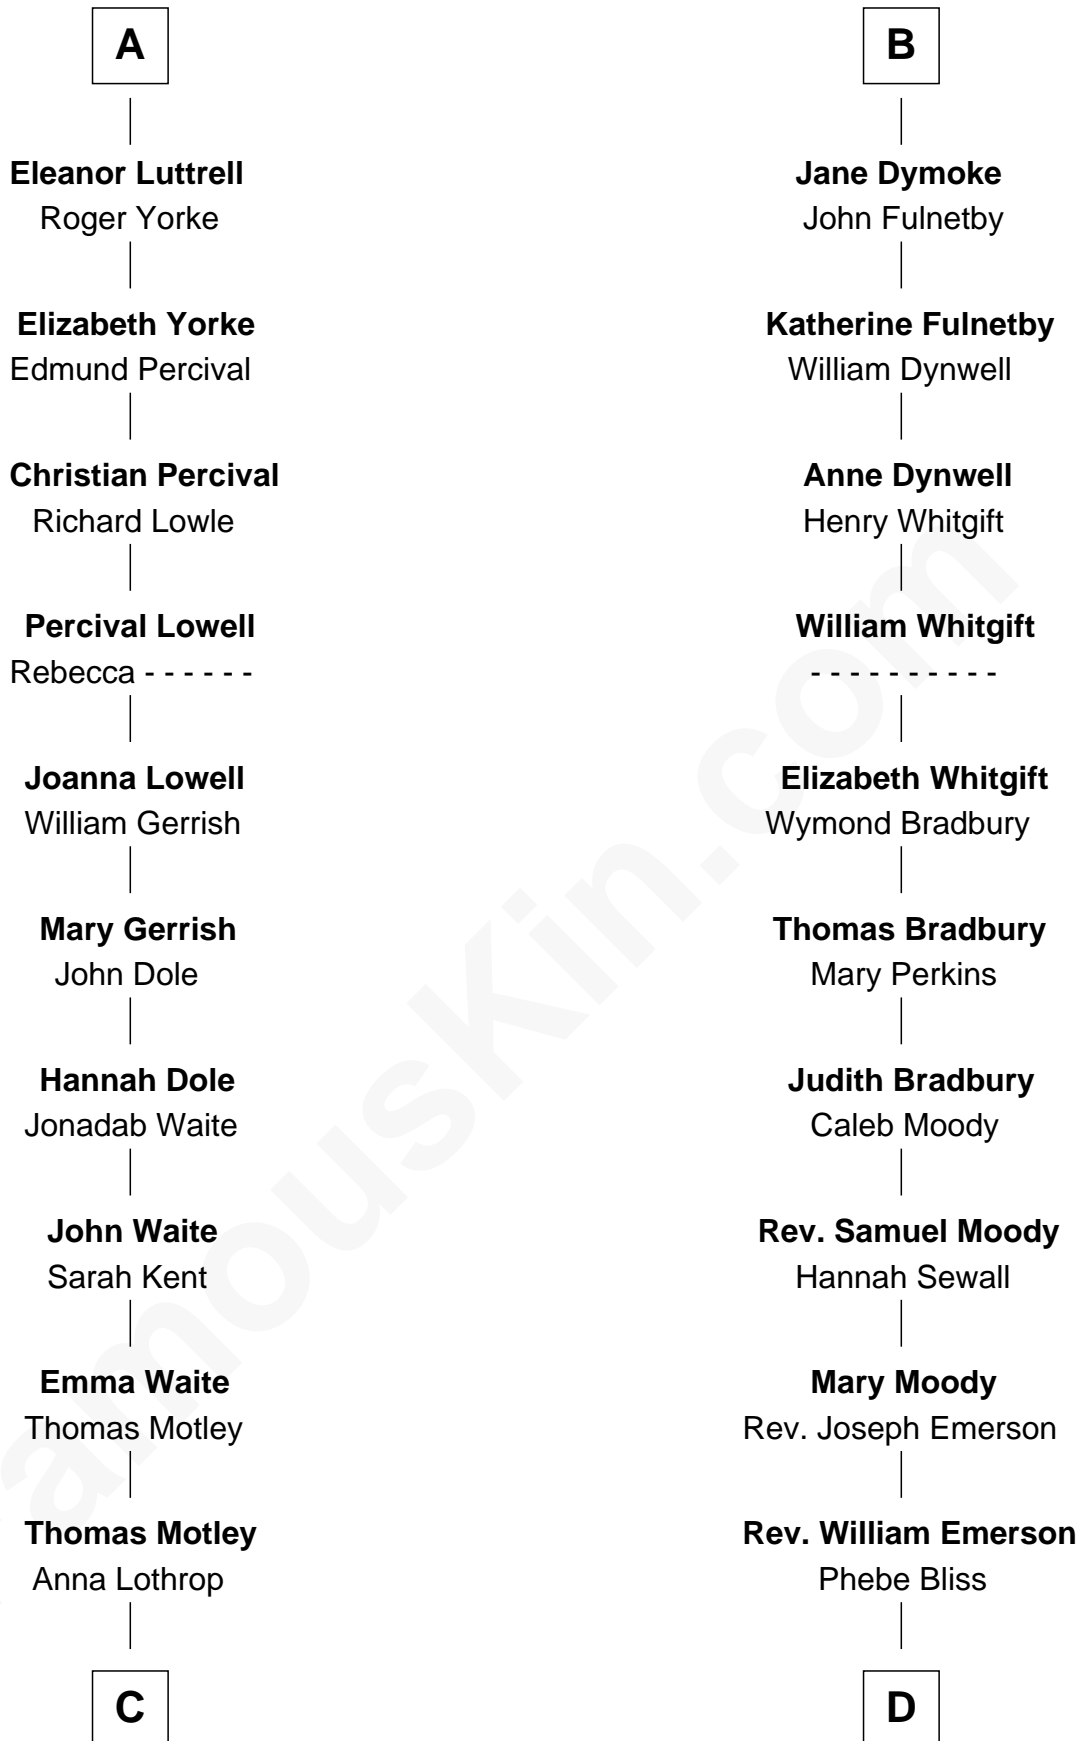 A
Eleanor Luttrell
Roger Yorke
Elizabeth Yorke
Edmund Percival
Christian Percival
Richard Lowle
Percival Lowell
Rebecca - - - - - -
Joanna Lowell
William Gerrish
Mary Gerrish
John Dole
Hannah Dole
Jonadab Waite
John Waite
Sarah Kent
Emma Waite
Thomas Motley
Thomas Motley
Anna Lothrop
C
B
Jane Dymoke
John Fulnetby
Katherine Fulnetby
William Dynwell
Anne Dynwell
Henry Whitgift
William Whitgift
- - - - - - - - - -
Elizabeth Whitgift
Wymond Bradbury
Thomas Bradbury
Mary Perkins
Judith Bradbury
Caleb Moody
Rev. Samuel Moody
Hannah Sewall
Mary Moody
Rev. Joseph Emerson
Rev. William Emerson
Phebe Bliss
D
amouskin.com